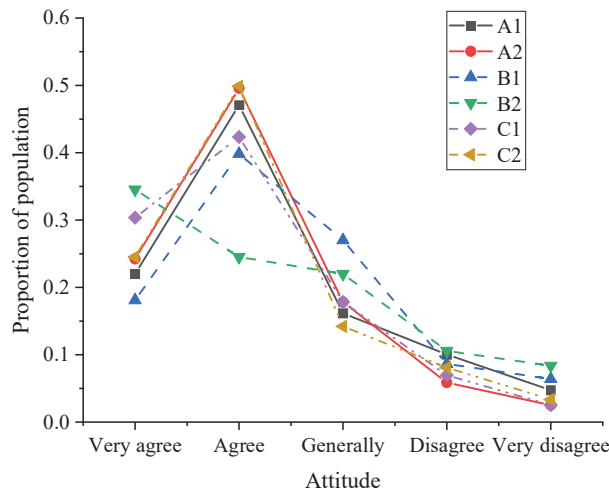 0.6
0.5
0.4
0.3
0.2
0.1
0.0
Proportion of population
A1
A2
B1
B2
C1
C2
Very agree
Agree
Generally
Disagree
Very disagree
Attitude